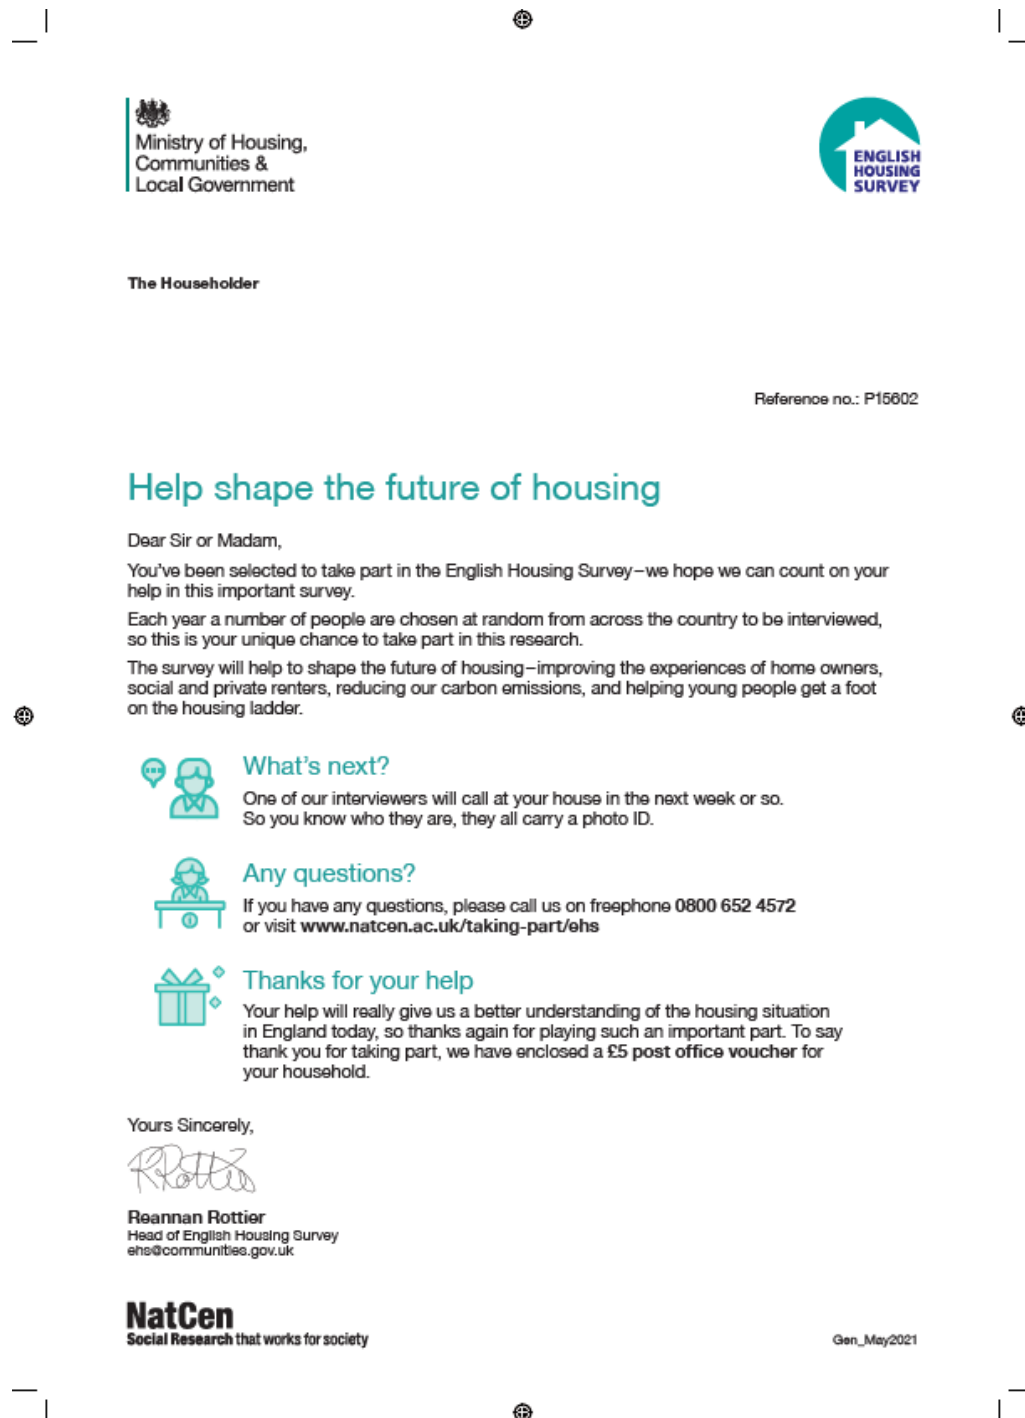 Ministry of Housing,
Communities &
Local Government
ENGLISH
HOUSING
SURVEY
The Householder
Reference no.: P15602
Help shape the future of housing
Dear Sir or Madam,
You've been selected to take part in the English Housing Survey–we hope we can count on your
help in this important survey.
Each year a number of people are chosen at random from across the country to be interviewed,
so this is your unique chance to take part in this research.
The survey will help to shape the future of housing–improving the experiences of home owners,
social and private renters, reducing our carbon emissions, and helping young people get a foot
on the housing ladder.
What's next?
One of our interviewers will call at your house in the next week or so.
So you know who they are, they all carry a photo ID.
Any questions?
If you have any questions, please call us on freephone 0800 652 4572
or visit www.natcen.ac.uk/taking-part/ehs
Thanks for your help
Your help will really give us a better understanding of the housing situation
in England today, so thanks again for playing such an important part. To say
thank you for taking part, we have enclosed a £5 post office voucher for
your household.
Yours Sincerely,
RRottier
Reannan Rottier
Head of English Housing Survey
ehs@communities.gov.uk
NatCen
Social Research that works for society
Gen_May2021